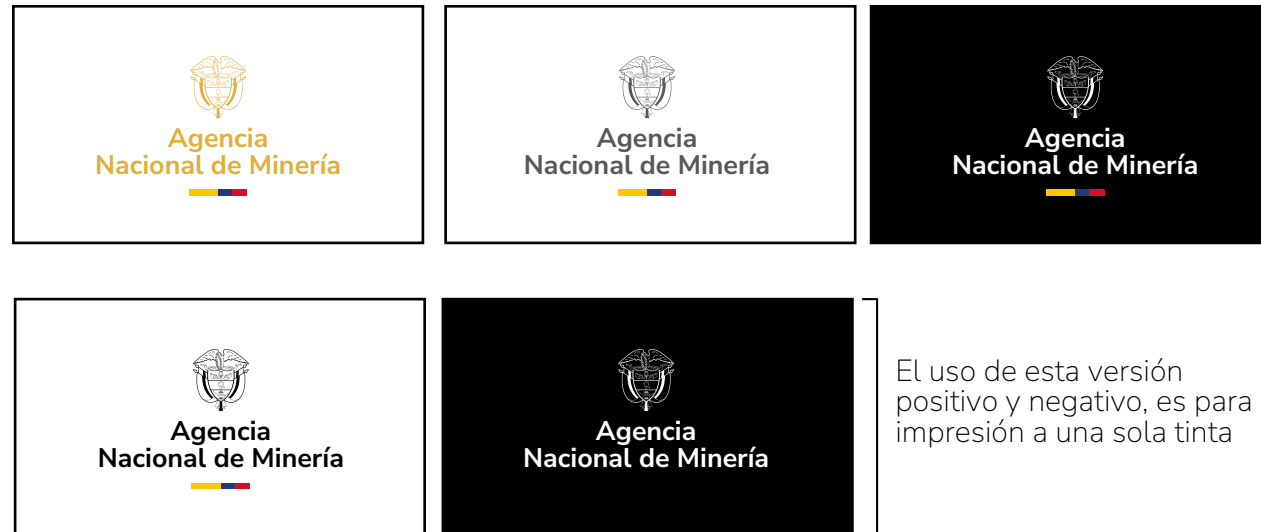 Agencia
Nacional de Minería
Agencia
Nacional de Minería
Agencia
Nacional de Minería
Agencia
Nacional de Minería
Agencia
Nacional de Minería
El uso de esta versión
positivo y negativo, es para
impresión a una sola tinta